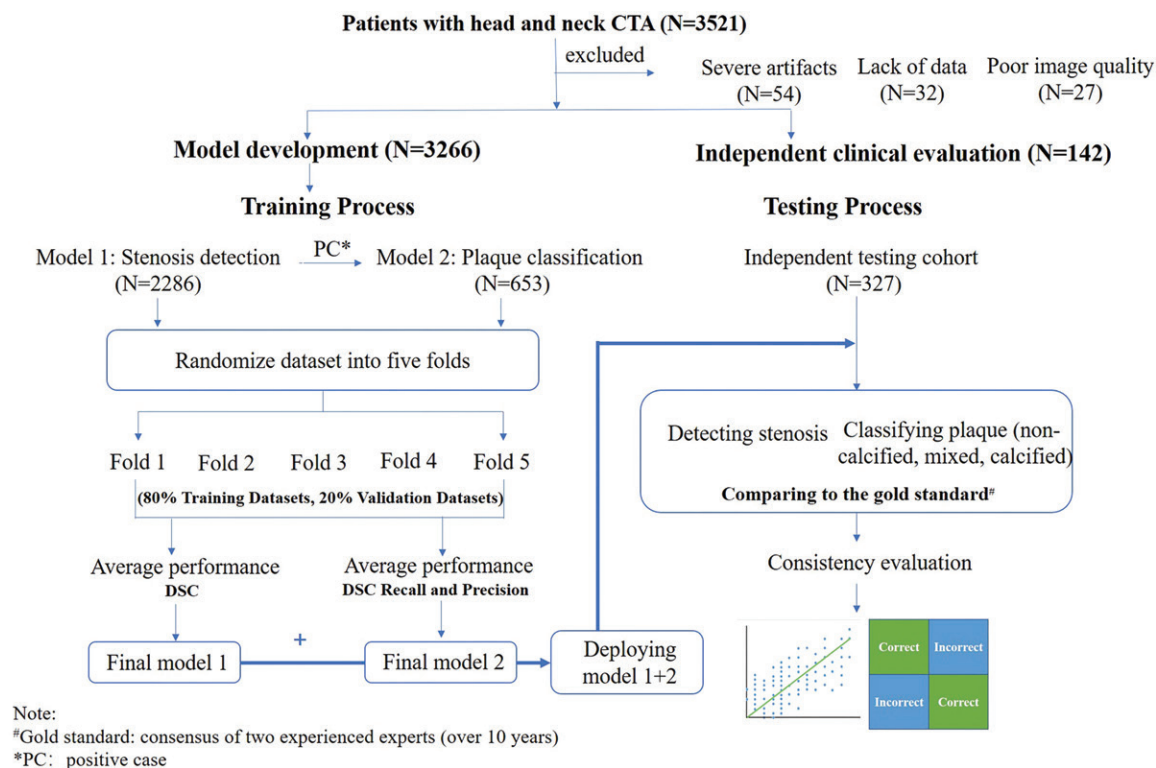 Patients with head and neck CTA (N=3521)
excluded
Severe artifacts
(N=54)
Lack of data
(N=32)
Poor image quality
(N=27)
Model development (N=3266)
Independent clinical evaluation (N=142)
Training Process
Testing Process
Model 1: Stenosis detection
(N=2286)
PC*
Model 2: Plaque classification
(N=653)
Independent testing cohort
(N=327)
Randomize dataset into five folds
Fold 1
Fold 2
Fold 3
Fold 4
Fold 5
(80% Training Datasets, 20% Validation Datasets)
Detecting stenosis
Classifying plaque (non-
calcified, mixed, calcified)
Comparing to the gold standard#
Average performance
DSC
Average performance
DSC Recall and Precision
Consistency evaluation
Final model 1
+
Final model 2
Deploying
model 1+2
Correct
Incorrect
Incorrect
Correct
Note:
#Gold standard: consensus of two experienced experts (over 10 years)
*PC: positive case